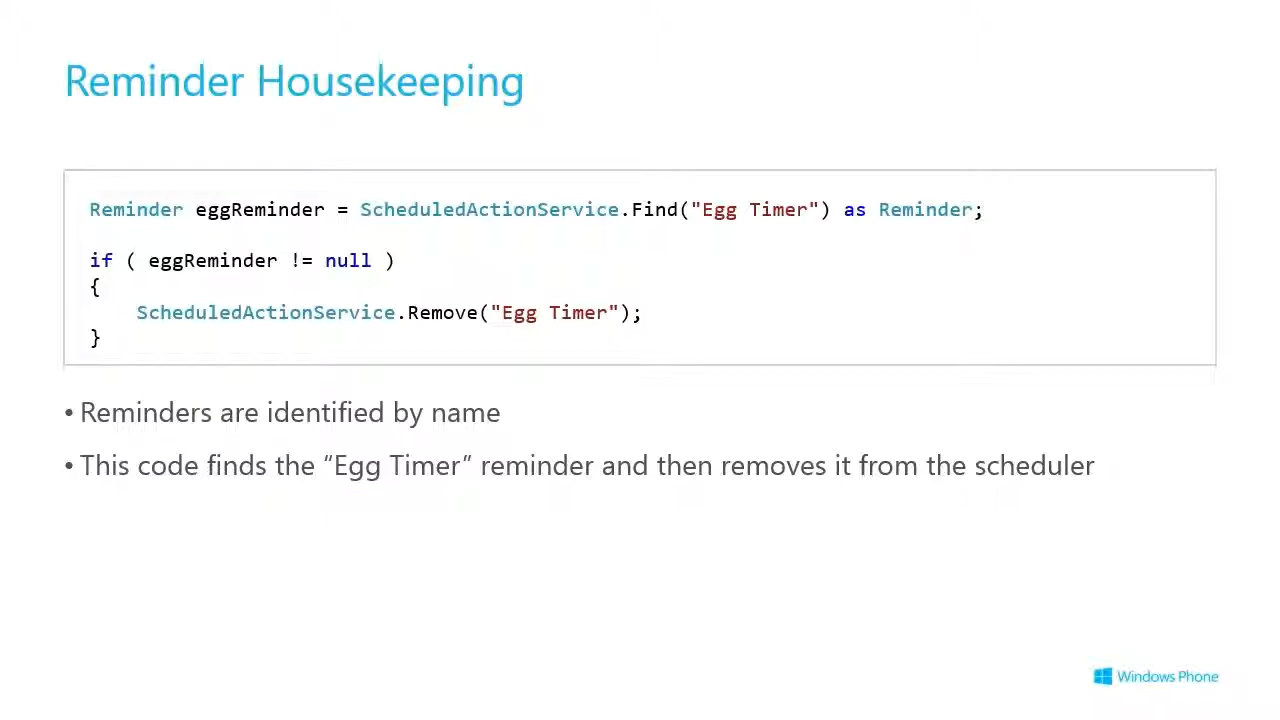 Reminder Housekeeping
Reminder eggReminder = ScheduledActionService.Find("Egg Timer") as Reminder;
if ( eggReminder != null )
{
    ScheduledActionService.Remove("Egg Timer");
}
• Reminders are identified by name
• This code finds the “Egg Timer” reminder and then removes it from the scheduler
Windows Phone